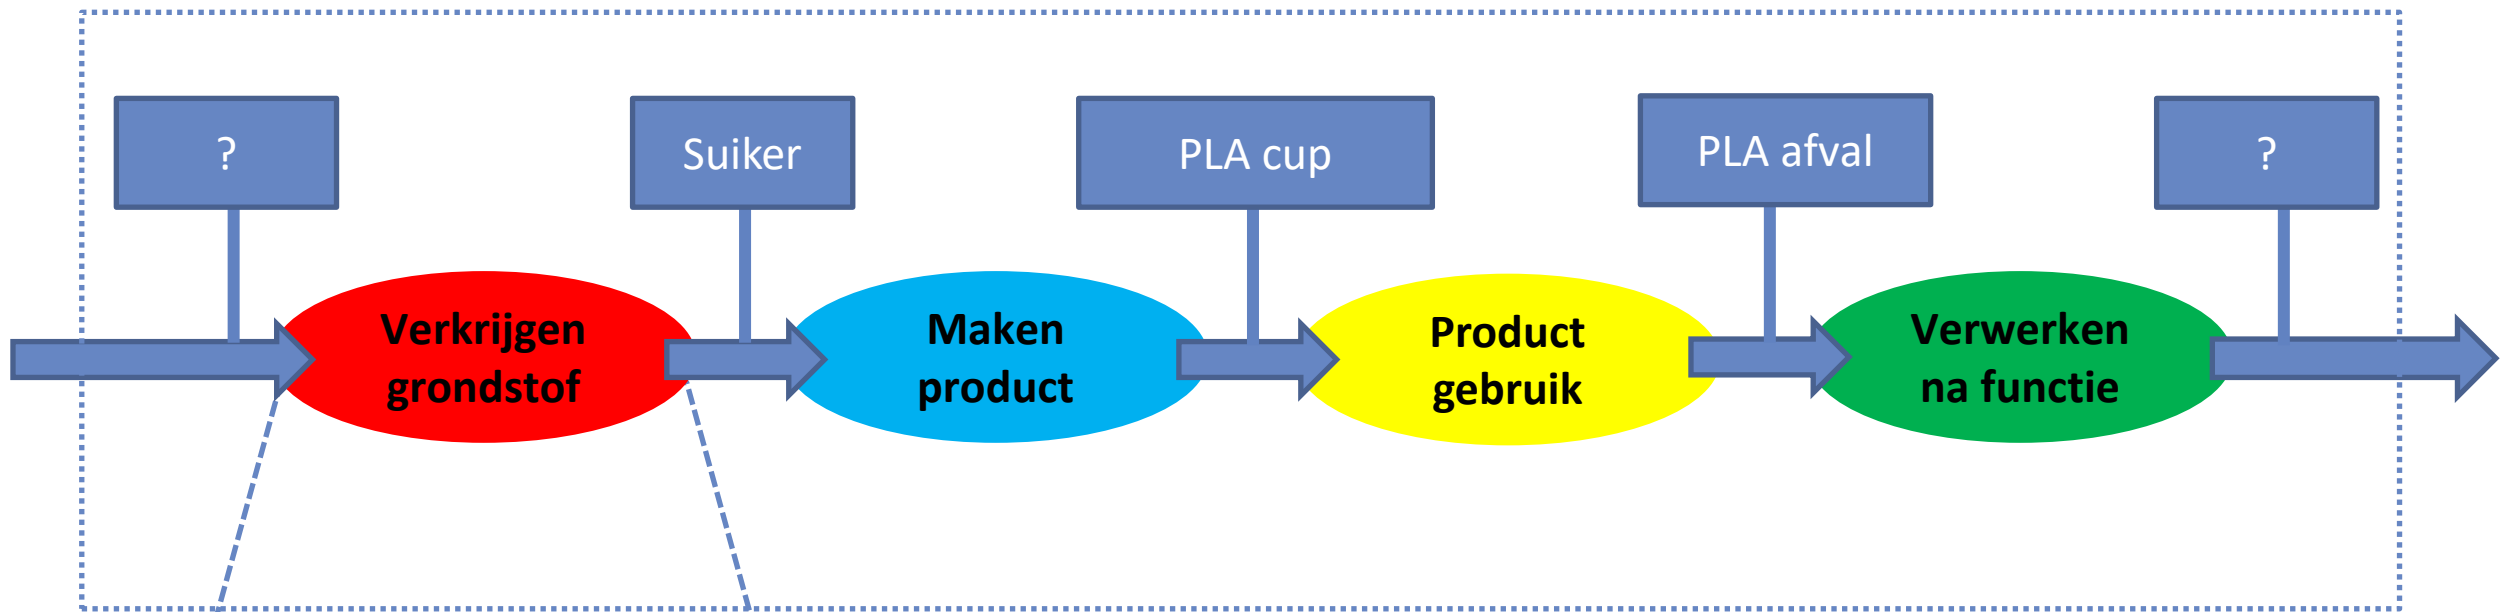 ?
Suiker
PLA cup
PLA afval
?
Verkrijgen
grondstof
Maken
product
Product
gebruik
Verwerken
na functie